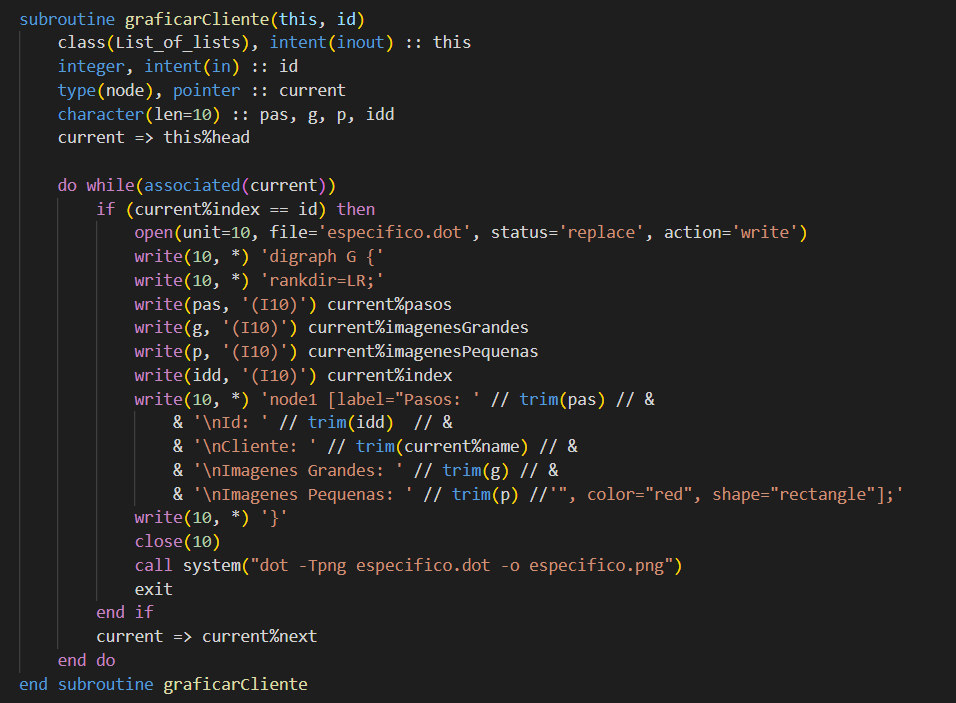 subroutine graficarCliente(this, id)
    class(List_of_lists), intent(inout) :: this
    integer, intent(in) :: id
    type(node), pointer :: current
    character(len=10) :: pas, g, p, idd
    current => this%head

    do while(associated(current))
        if (current%index == id) then
            open(unit=10, file='especifico.dot', status='replace', action='write')
            write(10, *) 'digraph G {'
            write(10, *) 'rankdir=LR;'
            write(pas, '(I10)') current%pasos
            write(g, '(I10)') current%imagenesGrandes
            write(p, '(I10)') current%imagenesPequenas
            write(idd, '(I10)') current%index
            write(10, *) 'node1 [label="Pasos: ' // trim(pas) // &
                & '\nId: ' // trim(idd)  // &
                & '\nCliente: ' // trim(current%name) // &
                & '\nImagenes Grandes: ' // trim(g) // &
                & '\nImagenes Pequenas: ' // trim(p) //'", color="red", shape="rectangle"];'
            write(10, *) '}'
            close(10)
            call system("dot -Tpng especifico.dot -o especifico.png")
            exit
        end if
        current => current%next
    end do
end subroutine graficarCliente